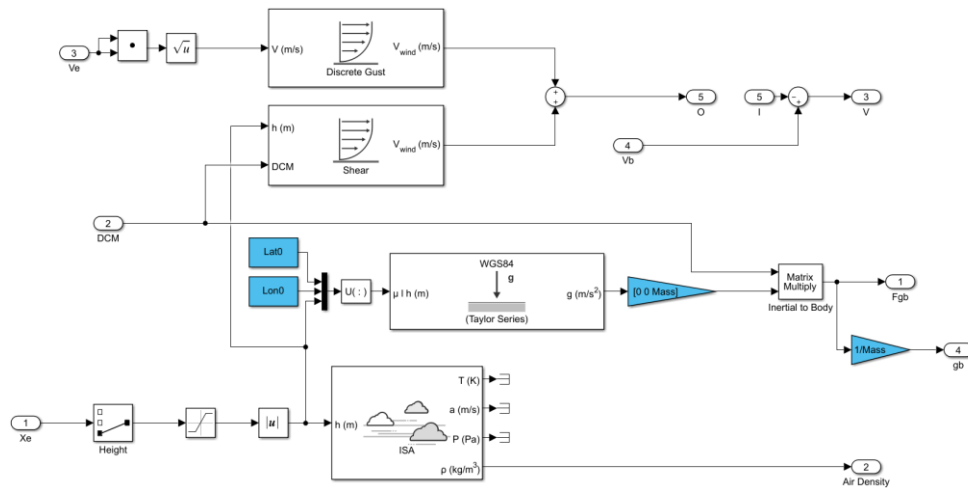 3
Ve
√u
V (m/s)
V_wind (m/s)
Discrete Gust
h (m)
DCM
V_wind (m/s)
Shear
+
+
5
O
5
I
−
+
3
V
4
Vb
2
DCM
Lat0
Lon0
U( : )
μ l h (m)
WGS84
g
(Taylor Series)
g (m/s²)
[0 0 Mass]
Matrix
Multiply
Inertial to Body
1
Fgb
1/Mass
4
gb
1
Xe
Height
|u|
h (m)
ISA
T (K)
a (m/s)
P (Pa)
ρ (kg/m³)
2
Air Density